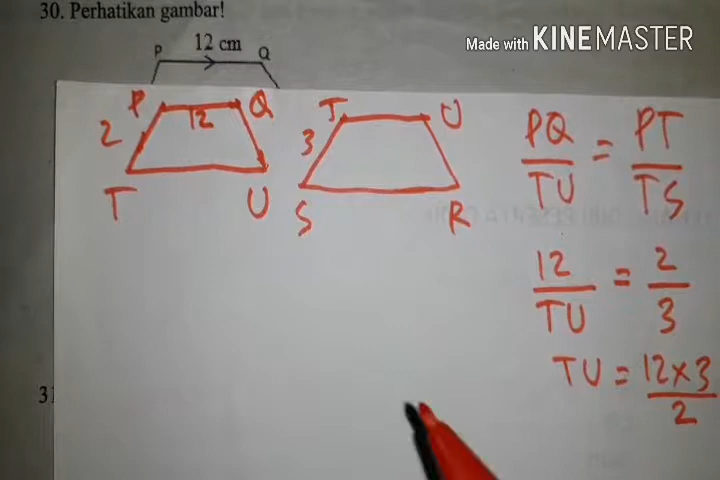 30. Perhatikan gambar!
Made with KINEMASTER
P 12 cm Q
P 12 Q
2
T U
T U
3
S R
PQ/TU = PT/TS
12/TU = 2/3
TU = 12 x 3/2
3